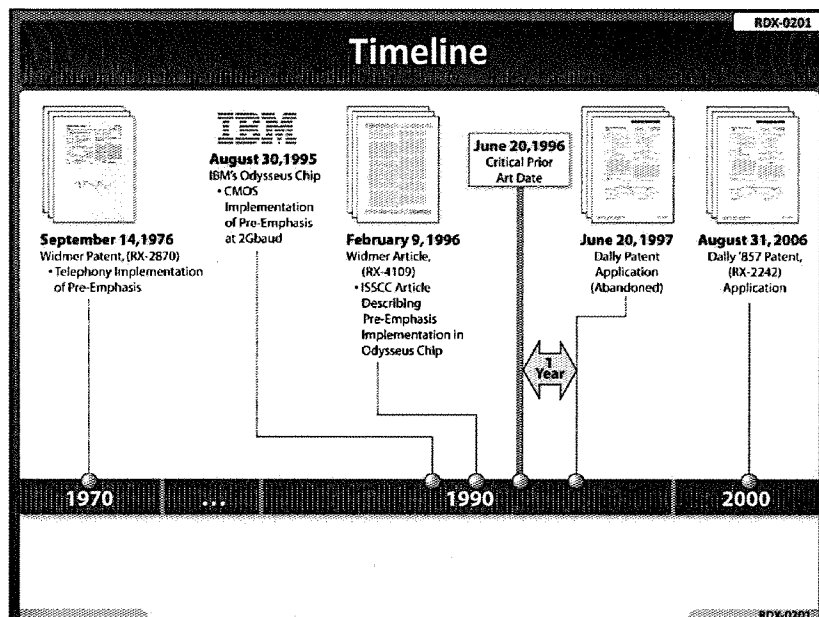 RDX-0201
Timeline
September 14, 1976
Widmer Patent, (RX-2870)
• Telephony Implementation
of Pre-Emphasis
IBM
August 30, 1995
IBM's Odysseus Chip
• CMOS
Implementation
of Pre-Emphasis
at 2Gbaud
February 9, 1996
Widmer Article,
(RX-4109)
• ISSCC Article
Describing
Pre-Emphasis
Implementation in
Odysseus Chip
June 20, 1996
Critical Prior
Art Date
June 20, 1997
Dally Patent
Application
(Abandoned)
August 31, 2006
Dally '857 Patent,
(RX-2242)
Application
1
Year
1970
...
1990
2000
RDX-0201